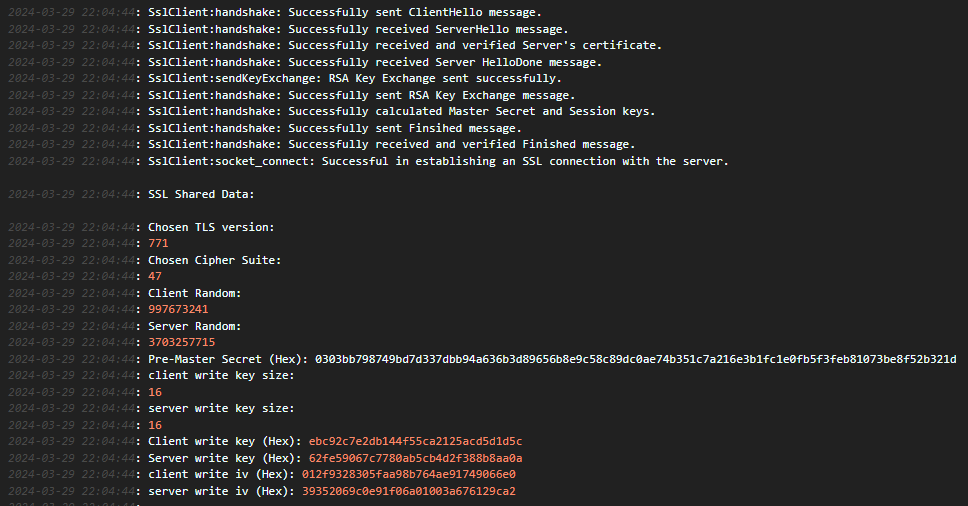 2024-03-29 22:04:44: SslClient:handshake: Successfully sent ClientHello message.
2024-03-29 22:04:44: SslClient:handshake: Successfully received ServerHello message.
2024-03-29 22:04:44: SslClient:handshake: Successfully received and verified Server's certificate.
2024-03-29 22:04:44: SslClient:handshake: Successfully received Server HelloDone message.
2024-03-29 22:04:44: SslClient:sendKeyExchange: RSA Key Exchange sent successfully.
2024-03-29 22:04:44: SslClient:handshake: Successfully sent RSA Key Exchange message.
2024-03-29 22:04:44: SslClient:handshake: Successfully calculated Master Secret and Session keys.
2024-03-29 22:04:44: SslClient:handshake: Successfully sent Finsihed message.
2024-03-29 22:04:44: SslClient:handshake: Successfully received and verified Finished message.
2024-03-29 22:04:44: SslClient:socket_connect: Successful in establishing an SSL connection with the server.
2024-03-29 22:04:44: SSL Shared Data:
2024-03-29 22:04:44: Chosen TLS version:
2024-03-29 22:04:44: 771
2024-03-29 22:04:44: Chosen Cipher Suite:
2024-03-29 22:04:44: 47
2024-03-29 22:04:44: Client Random:
2024-03-29 22:04:44: 997673241
2024-03-29 22:04:44: Server Random:
2024-03-29 22:04:44: 3703257715
2024-03-29 22:04:44: Pre-Master Secret (Hex): 0303bb798749bd7d337dbb94a636b3d89656b8e9c58c89dc0ae74b351c7a216e3b1fc1e0fb5f3feb81073be8f52b321d
2024-03-29 22:04:44: client write key size:
2024-03-29 22:04:44: 16
2024-03-29 22:04:44: server write key size:
2024-03-29 22:04:44: 16
2024-03-29 22:04:44: Client write key (Hex): ebc92c7e2db144f55ca2125acd5d1d5c
2024-03-29 22:04:44: Server write key (Hex): 62fe59067c7780ab5cb4d2f388b8aa0a
2024-03-29 22:04:44: client write iv (Hex): 012f9328305faa98b764ae91749066e0
2024-03-29 22:04:44: server write iv (Hex): 39352069c0e91f06a01003a676129ca2